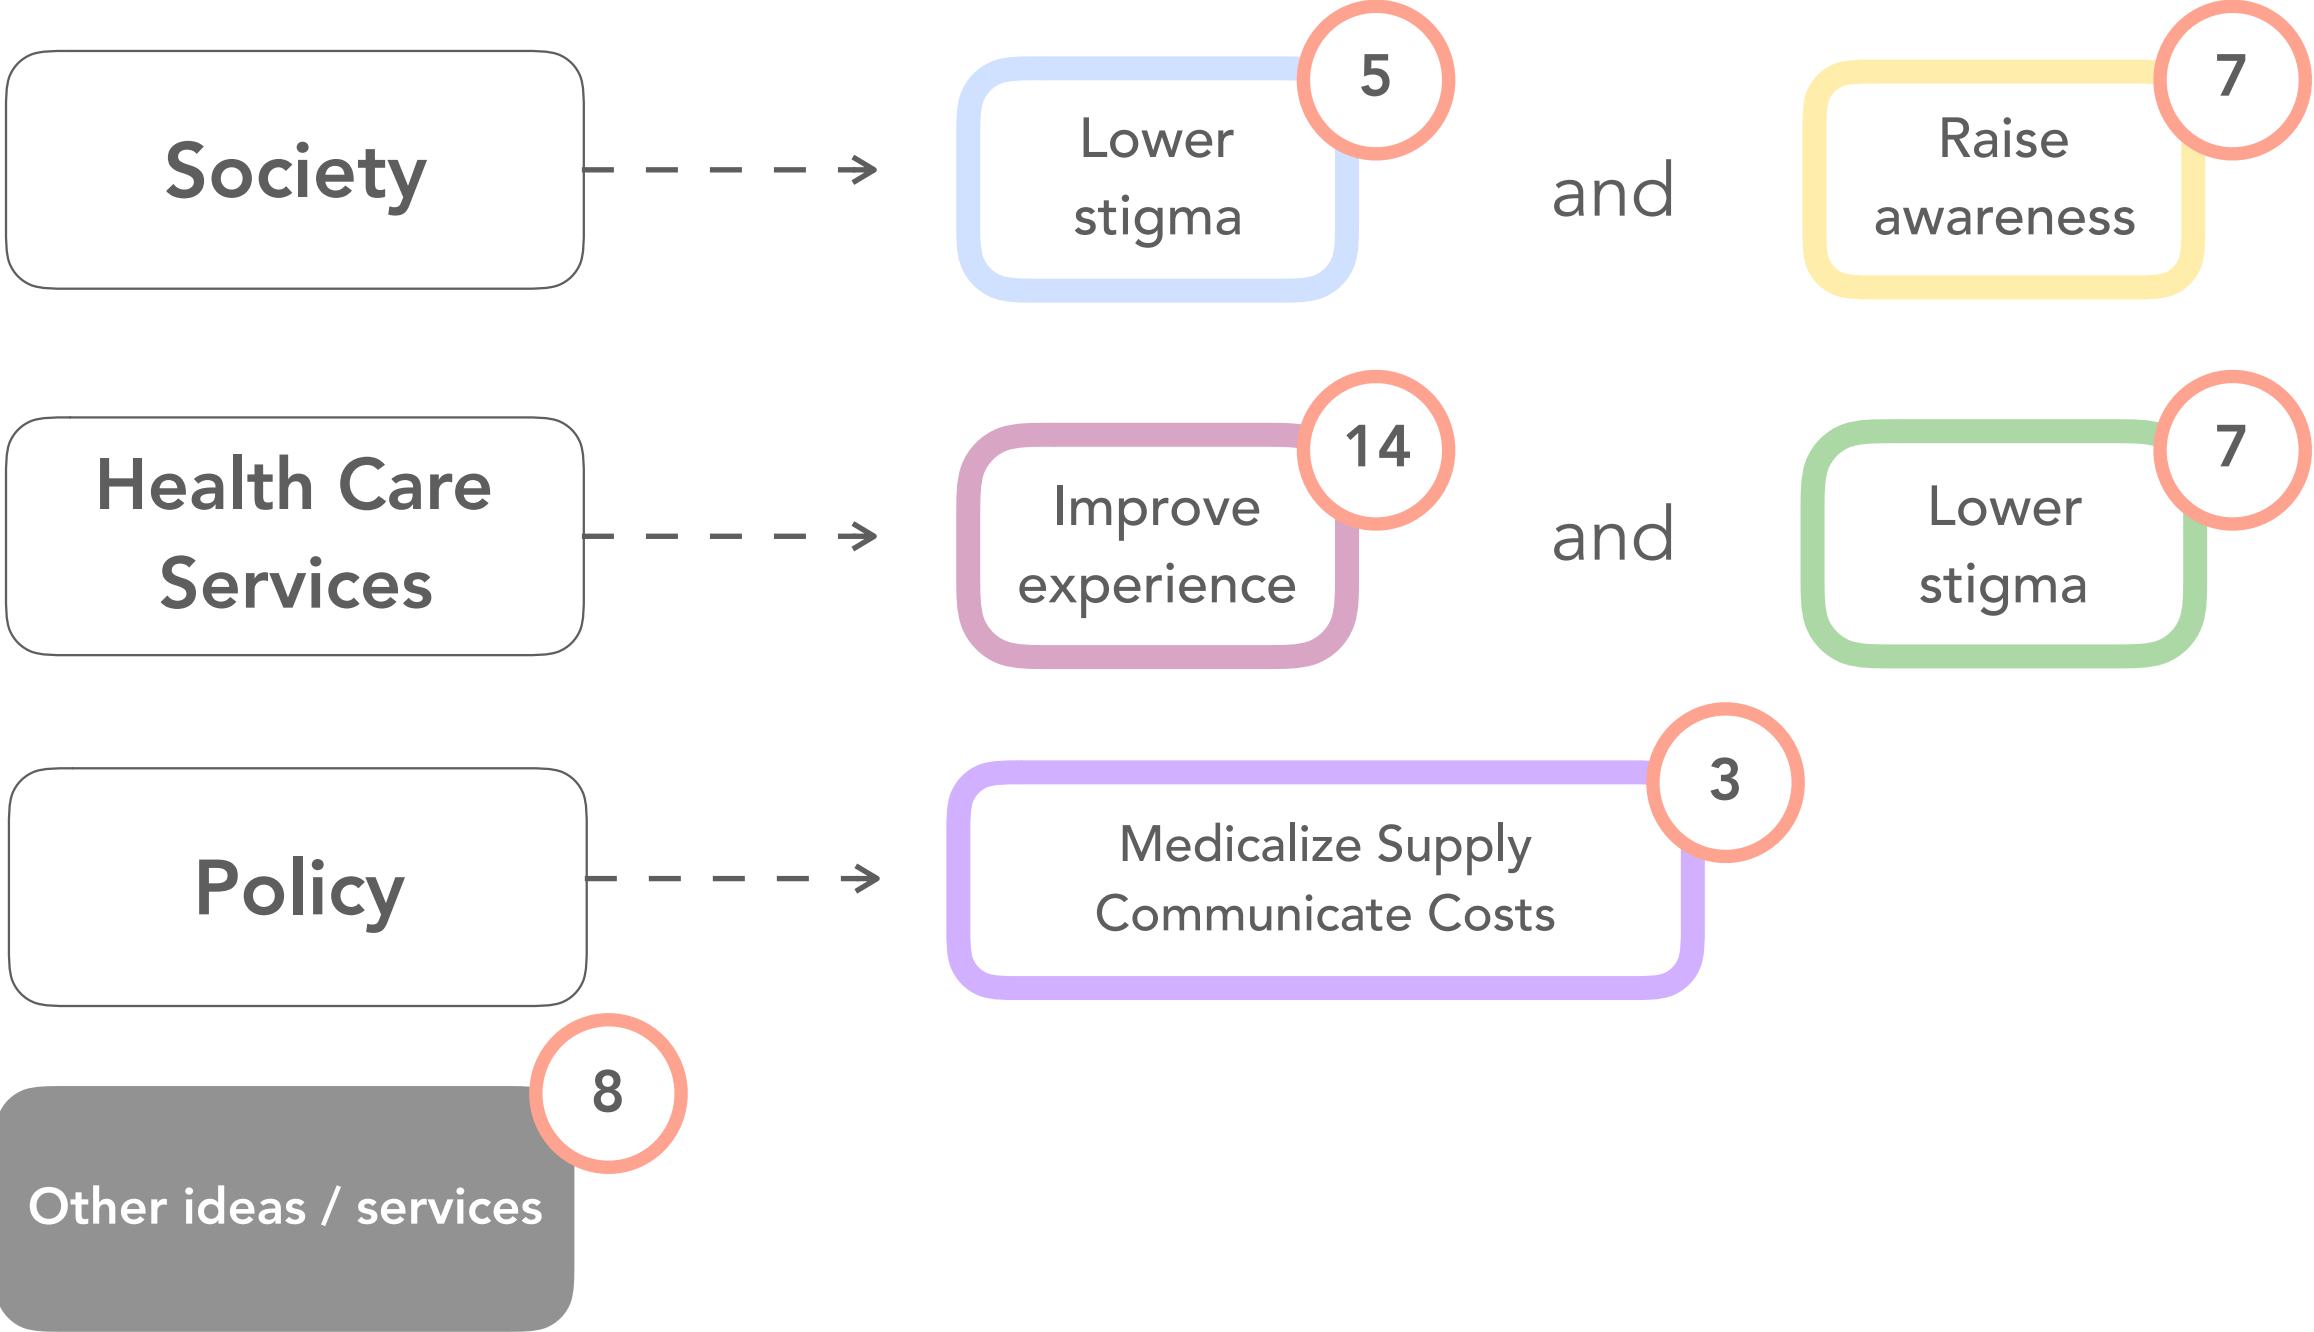 Society
5
Lower
stigma
and
7
Raise
awareness
Health Care
Services
14
Improve
experience
and
7
Lower
stigma
Policy
3
Medicalize Supply
Communicate Costs
8
Other ideas / services